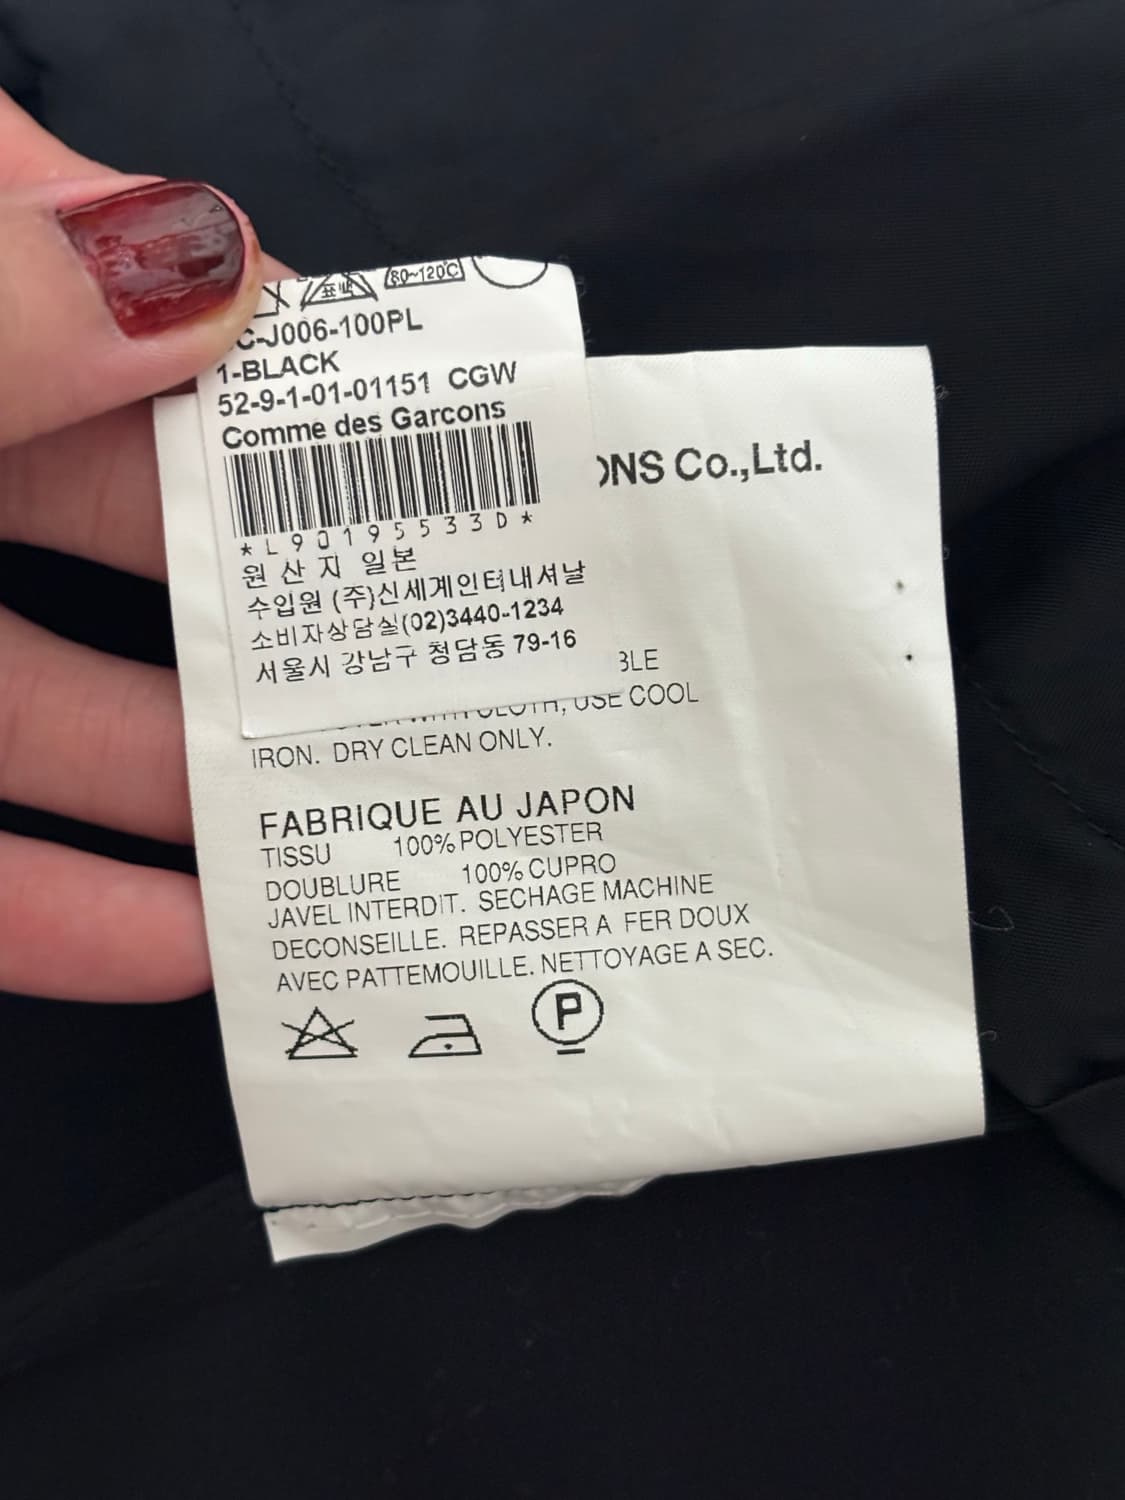 표백
80~120℃
C-J006-100PL
1-BLACK
52-9-1-01-01151 CGW
Comme des Garcons
*L90195533D*
원산지 일본
수입원 (주)신세계인터내셔날
소비자상담실(02)3440-1234
서울시 강남구 청담동 79-16
ONS Co.,Ltd.
BLE
WITH CLOTH, USE COOL
IRON. DRY CLEAN ONLY.
FABRIQUE AU JAPON
TISSU 100% POLYESTER
DOUBLURE 100% CUPRO
JAVEL INTERDIT. SECHAGE MACHINE
DECONSEILLE. REPASSER A FER DOUX
AVEC PATTEMOUILLE. NETTOYAGE A SEC.
P